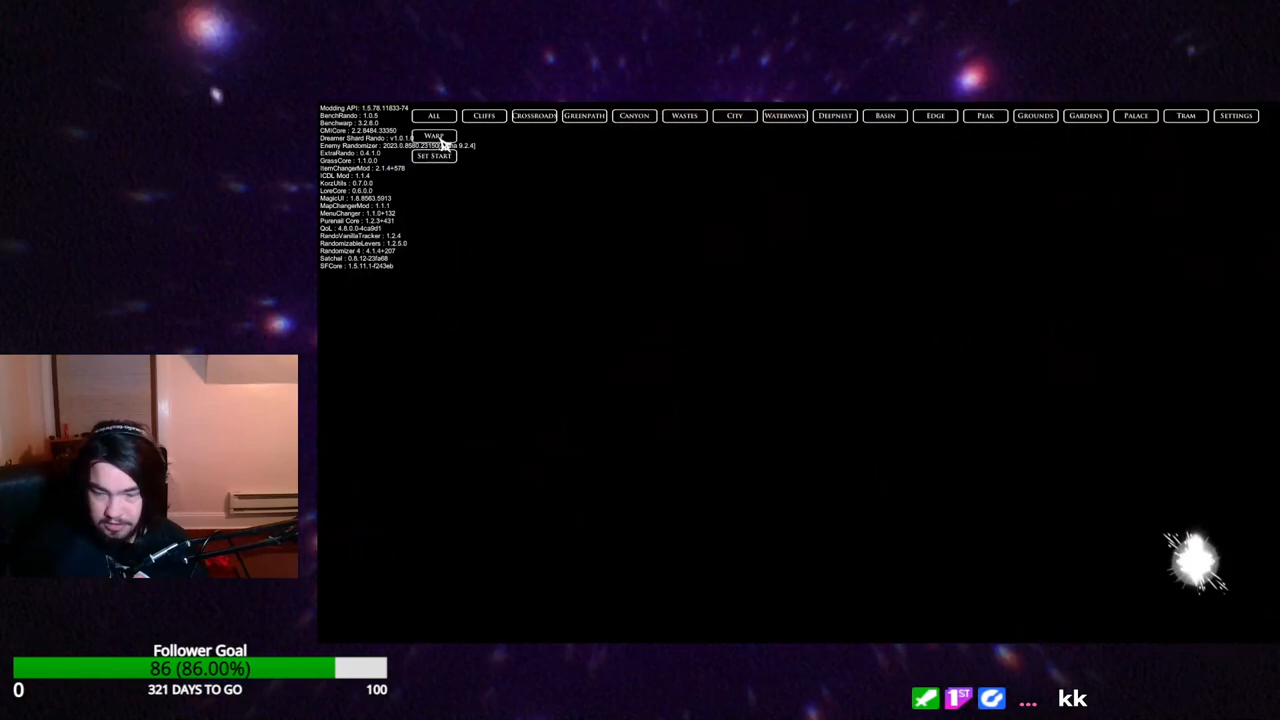 Modding API: 1.5.78.11833-74
BenchRando : 1.0.5
Benchwarp : 3.2.6.0
CMICore : 2.2.8484.33350
Dreamer Shard Rando : v1.0.1.0
Enemy Randomizer : 9.2.4]
ExtraRando : 0.4.1.0
GrassCore : 1.1.0.0
ItemChangerMod : 2.1.4+578
ICDL Mod : 1.1.4
KorzUtils : 0.7.0.0
LoreCore : 0.6.0.0
MagicUI : 1.8.8563.5913
MapChangerMod : 1.1.1
MenuChanger : 1.1.0+132
Purenail Core : 1.2.3+431
QoL : 4.8.0.0-4ca9d1
RandoVanillaTracker : 1.2.4
RandomizableLevers : 1.2.5.0
Randomizer 4 : 4.1.4+207
Satchel : 0.8.12-23fa68
SFCore : 1.5.11.1-f243eb
ALL CLIFFS CROSSROADS GREENPATH CANYON WASTES CITY WATERWAYS DEEPNEST BASIN EDGE PEAK GROUNDS GARDENS PALACE TRAM SETTINGS
WARP
SET START
Follower Goal
86 (86.00%)
0 321 DAYS TO GO 100
1ST ... kk